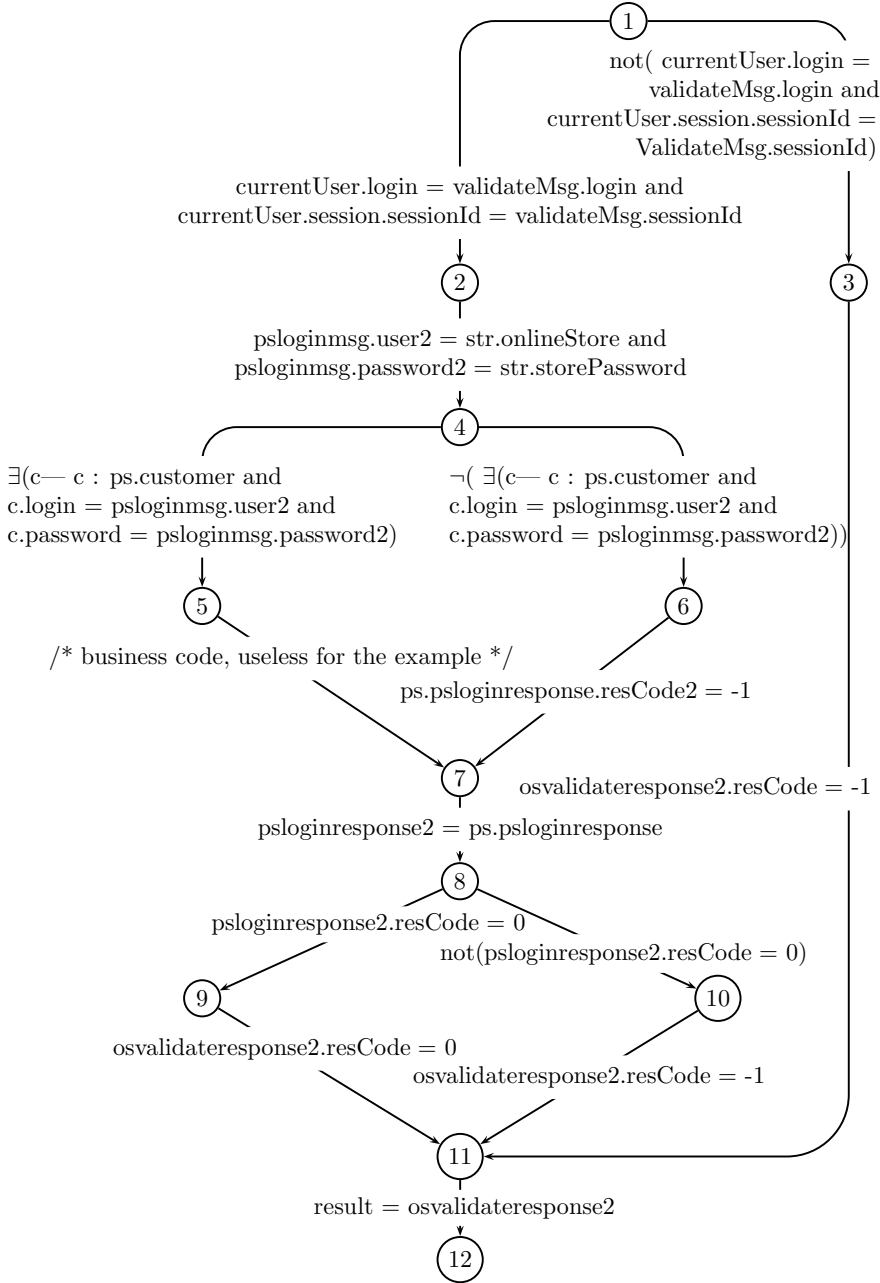 1
not( currentUser.login =
validateMsg.login and
currentUser.session.sessionId =
ValidateMsg.sessionId)
currentUser.login = validateMsg.login and
currentUser.session.sessionId = validateMsg.sessionId
2
3
psloginmsg.user2 = str.onlineStore and
psloginmsg.password2 = str.storePassword
4
∃(c— c : ps.customer and
c.login = psloginmsg.user2 and
c.password = psloginmsg.password2)
¬( ∃(c— c : ps.customer and
c.login = psloginmsg.user2 and
c.password = psloginmsg.password2))
5
6
/* business code, useless for the example */
ps.psloginresponse.resCode2 = -1
7
osvalidateresponse2.resCode = -1
psloginresponse2 = ps.psloginresponse
8
psloginresponse2.resCode = 0
not(psloginresponse2.resCode = 0)
9
10
osvalidateresponse2.resCode = 0
osvalidateresponse2.resCode = -1
11
result = osvalidateresponse2
12